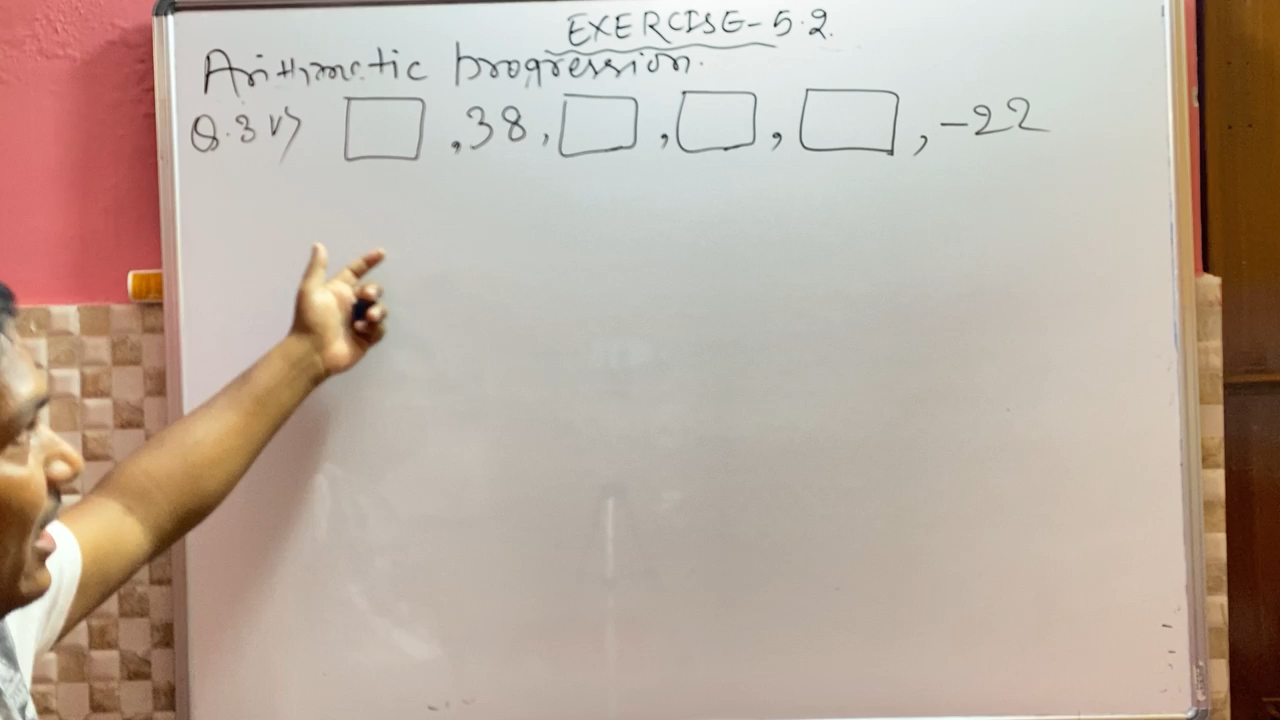 EXERCISE-5.2.
Arithmetic progression.
Q.3 v) □ , 38, □ , □ , □ , -22